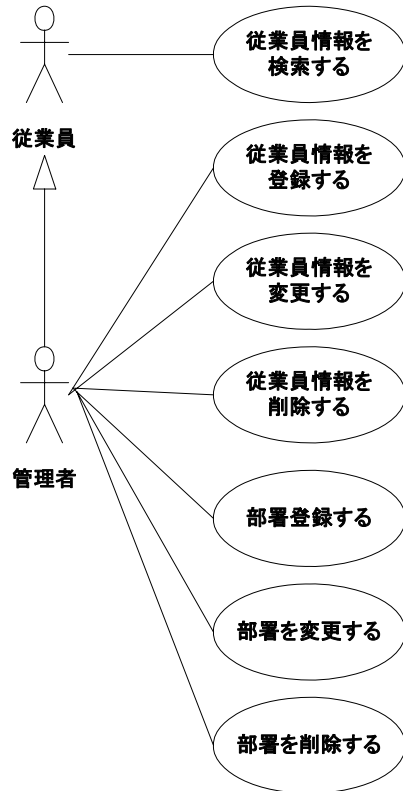 従業員情報を
検索する
従業員
従業員情報を
登録する
従業員情報を
変更する
従業員情報を
削除する
管理者
部署登録する
部署を変更する
部署を削除する